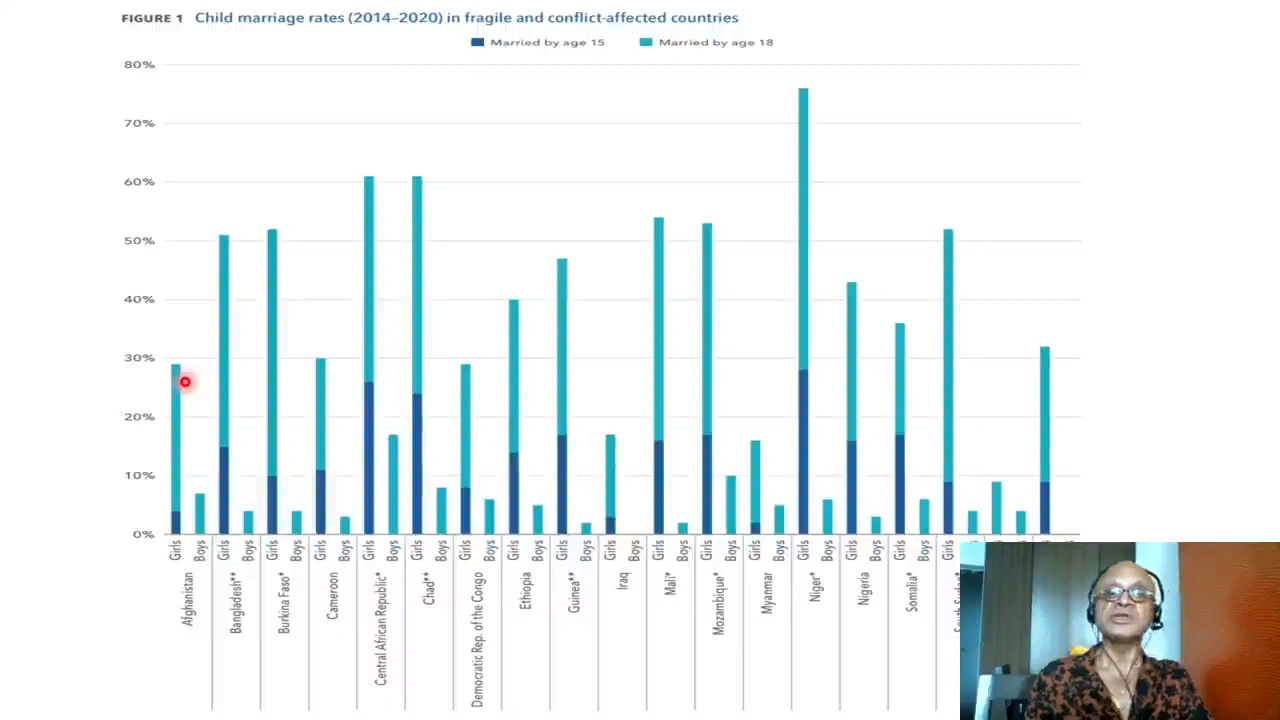 FIGURE 1 Child marriage rates (2014–2020) in fragile and conflict-affected countries
Married by age 15 Married by age 18
80%
70%
60%
50%
40%
30%
20%
10%
0%
Girls Boys Girls Boys Girls Boys Girls Boys Girls Boys Girls Boys Girls Boys Girls Boys Girls Boys Girls Boys Girls Boys Girls Boys Girls Boys Girls Boys Girls Boys Girls Boys
Afghanistan
Bangladesh**
Burkina Faso*
Cameroon
Central African Republic*
Chad**
Democratic Rep. of the Congo
Ethiopia
Guinea**
Iraq
Mali*
Mozambique*
Myanmar
Niger*
Nigeria
Somalia*